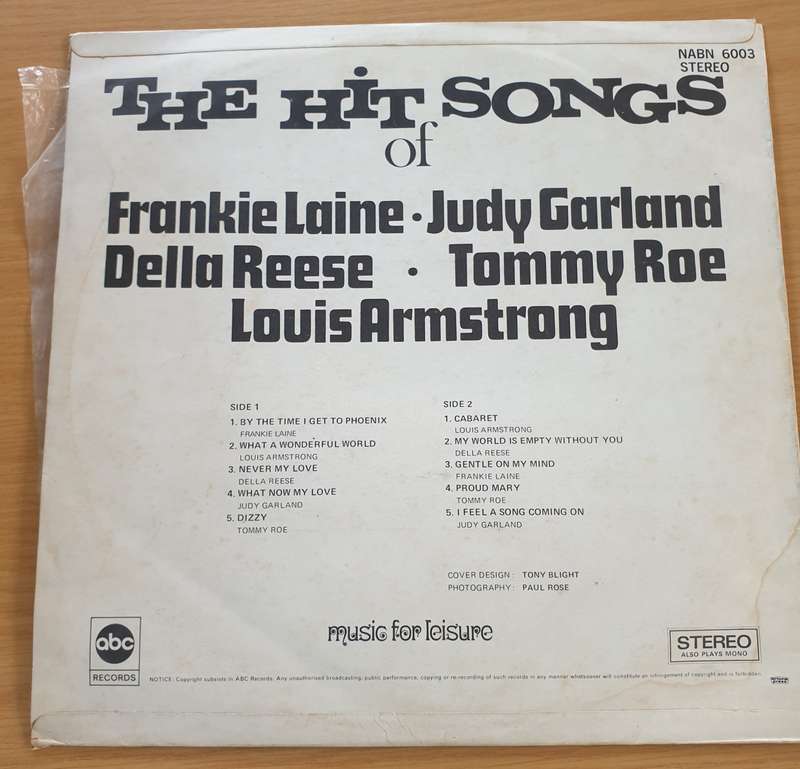 NABN 6003
STEREO
THE HIT SONGS
of
Frankie Laine · Judy Garland
Della Reese · Tommy Roe
Louis Armstrong
SIDE 1
1. BY THE TIME I GET TO PHOENIX
FRANKIE LAINE
2. WHAT A WONDERFUL WORLD
LOUIS ARMSTRONG
3. NEVER MY LOVE
DELLA REESE
4. WHAT NOW MY LOVE
JUDY GARLAND
5. DIZZY
TOMMY ROE
SIDE 2
1. CABARET
LOUIS ARMSTRONG
2. MY WORLD IS EMPTY WITHOUT YOU
DELLA REESE
3. GENTLE ON MY MIND
FRANKIE LAINE
4. PROUD MARY
TOMMY ROE
5. I FEEL A SONG COMING ON
JUDY GARLAND
COVER DESIGN: TONY BLIGHT
PHOTOGRAPHY: PAUL ROSE
abc
RECORDS
music for leisure
STEREO
ALSO PLAYS MONO
NOTICE: Copyright subsists in ABC Records. Any unauthorised broadcasting, public performance, copying or re-recording of such records in any manner whatsoever will constitute an infringement of copyright and is forbidden.